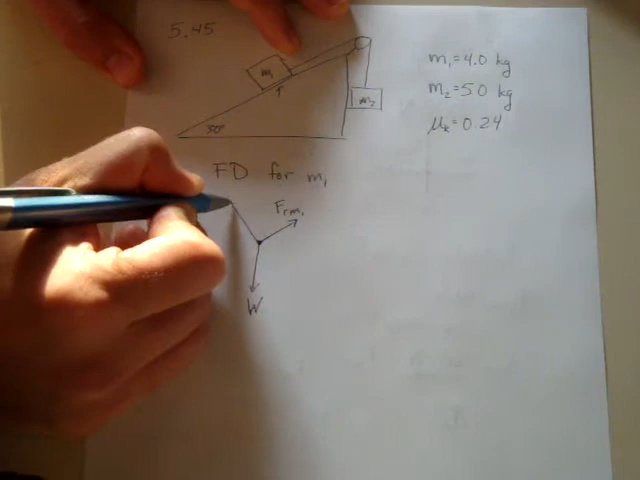 5.45
m₁
m₂
30°
m₁=4.0 kg
m₂=5.0 kg
μₖ=0.24
FD for m₁
W